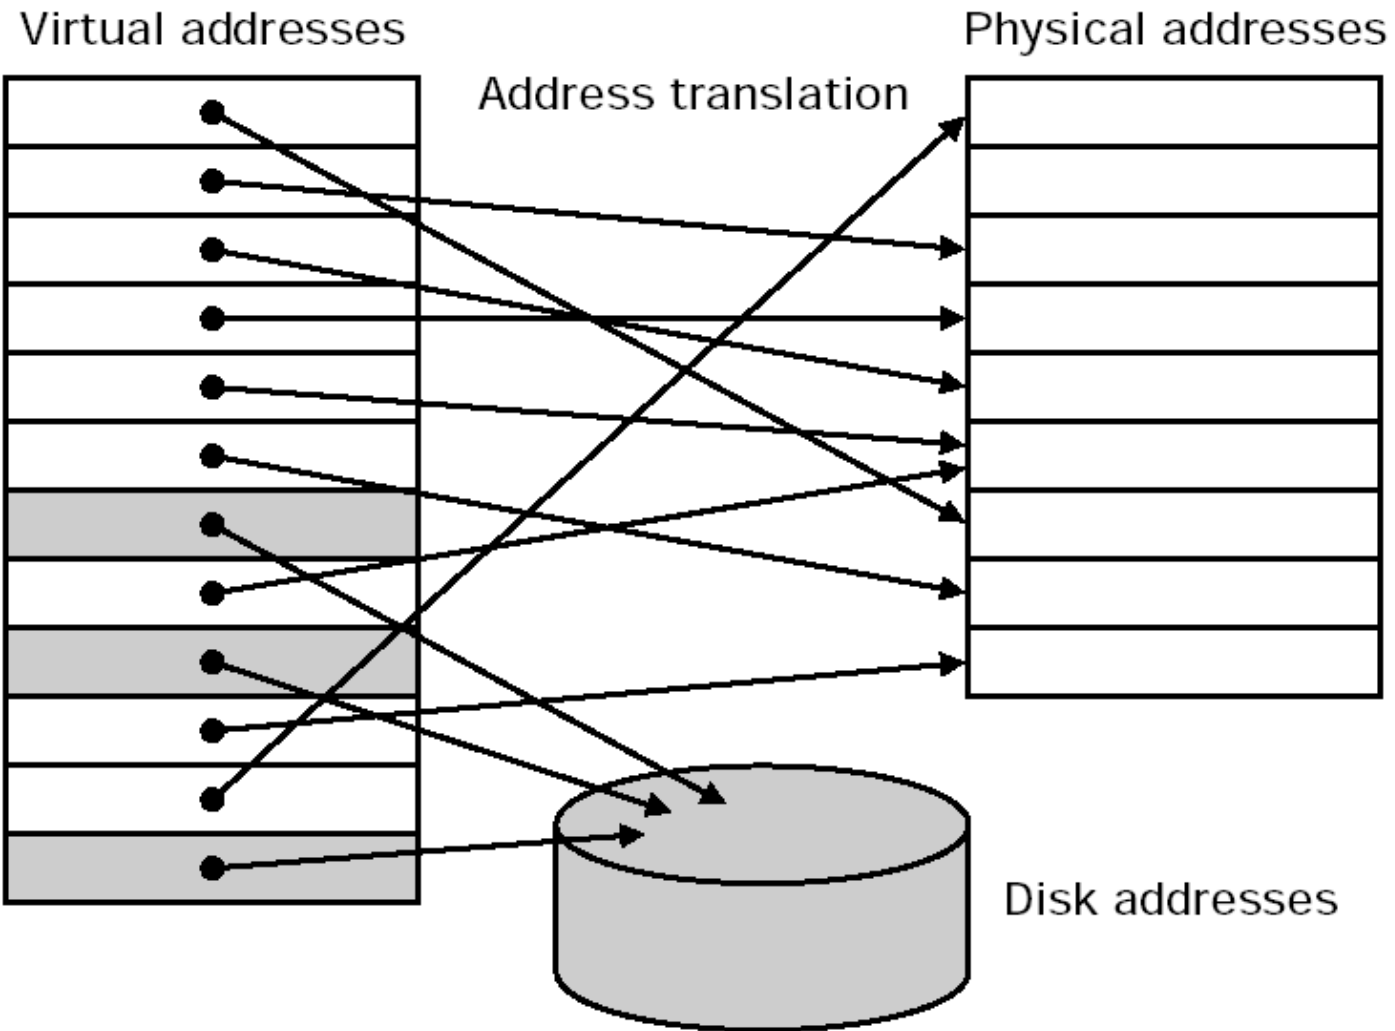 Virtual addresses
Physical addresses
Address translation
Disk addresses